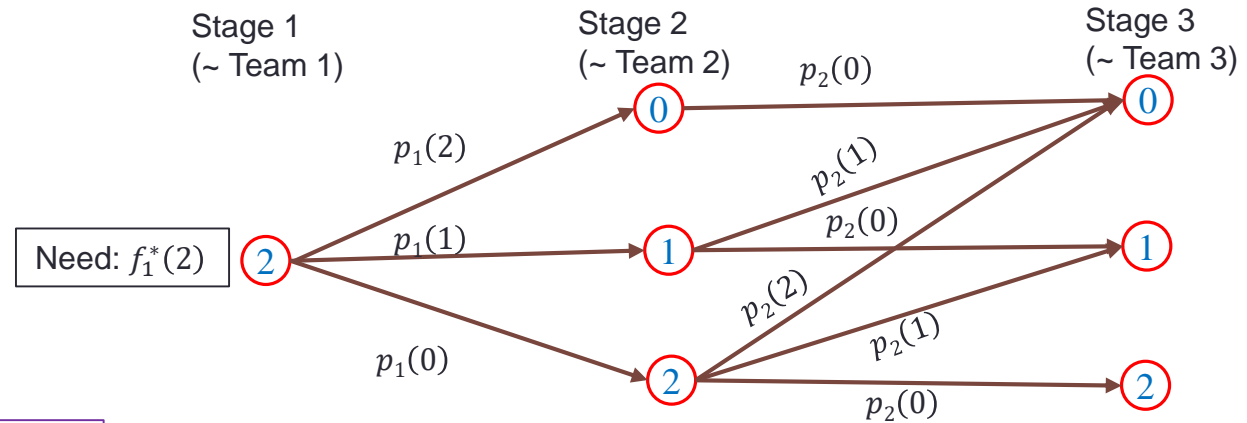 Stage 1
(~ Team 1)
Stage 2
(~ Team 2)
Stage 3
(~ Team 3)
p₂(0)
0
0
p₁(2)
p₂(1)
p₁(1)
p₂(0)
Need: f₁*(2)
2
1
1
p₂(2)
p₂(1)
p₁(0)
2
2
p₂(0)